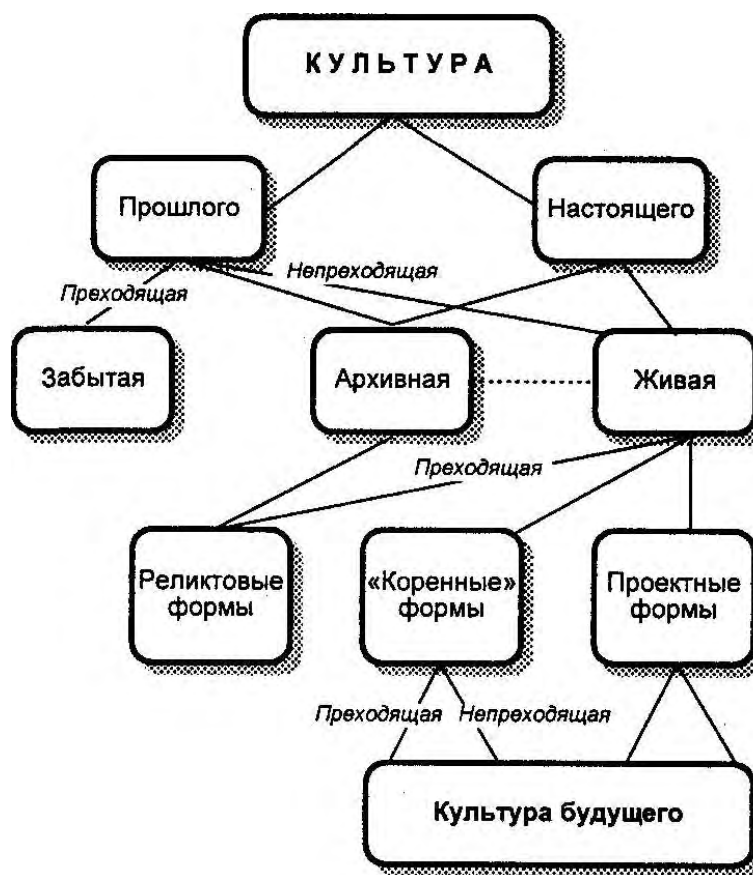 КУЛЬТУРА
Прошлого
Настоящего
Непреходящая
Преходящая
Забытая
Архивная
Живая
Преходящая
Реликтовые
формы
«Коренные»
формы
Проектные
формы
Преходящая
Непреходящая
Культура будущего